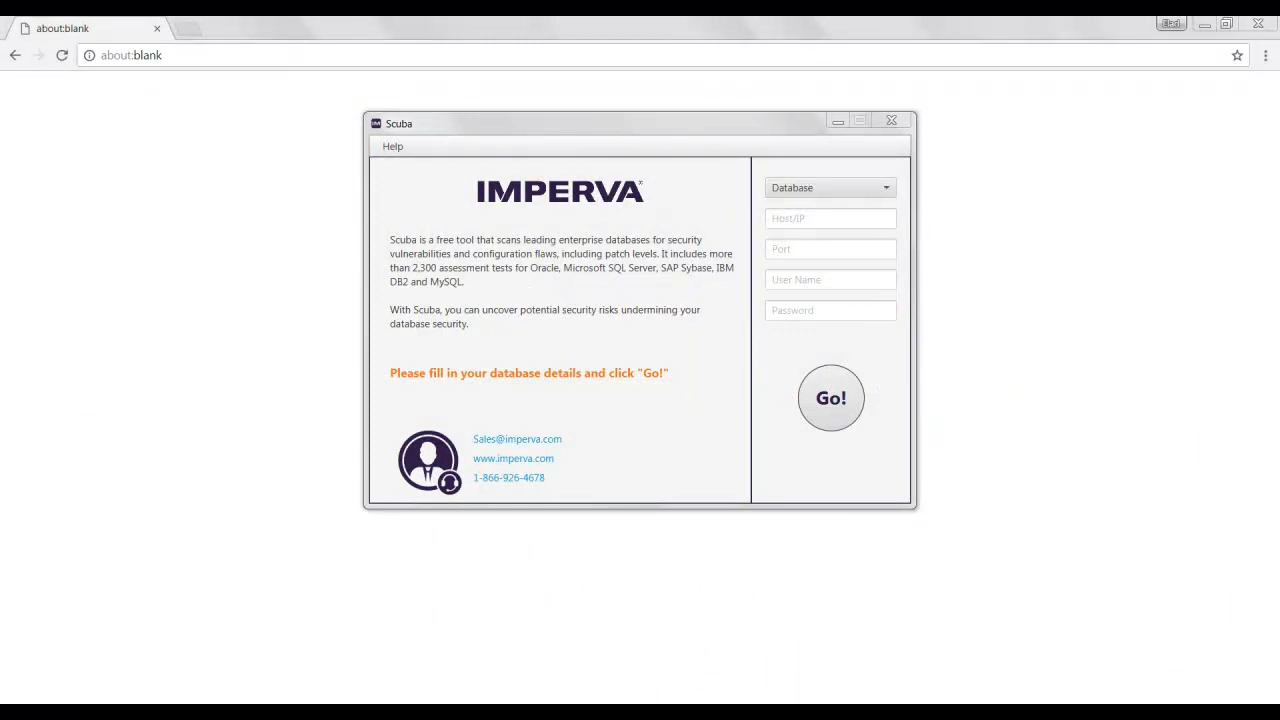 about:blank
Elad
about:blank
Scuba
Help
IMPERVA
Scuba is a free tool that scans leading enterprise databases for security
vulnerabilities and configuration flaws, including patch levels. It includes more
than 2,300 assessment tests for Oracle, Microsoft SQL Server, SAP Sybase, IBM
DB2 and MySQL.
With Scuba, you can uncover potential security risks undermining your
database security.
Please fill in your database details and click "Go!"
Sales@imperva.com
www.imperva.com
1-866-926-4678
Database
Host/IP
Port
User Name
Password
Go!